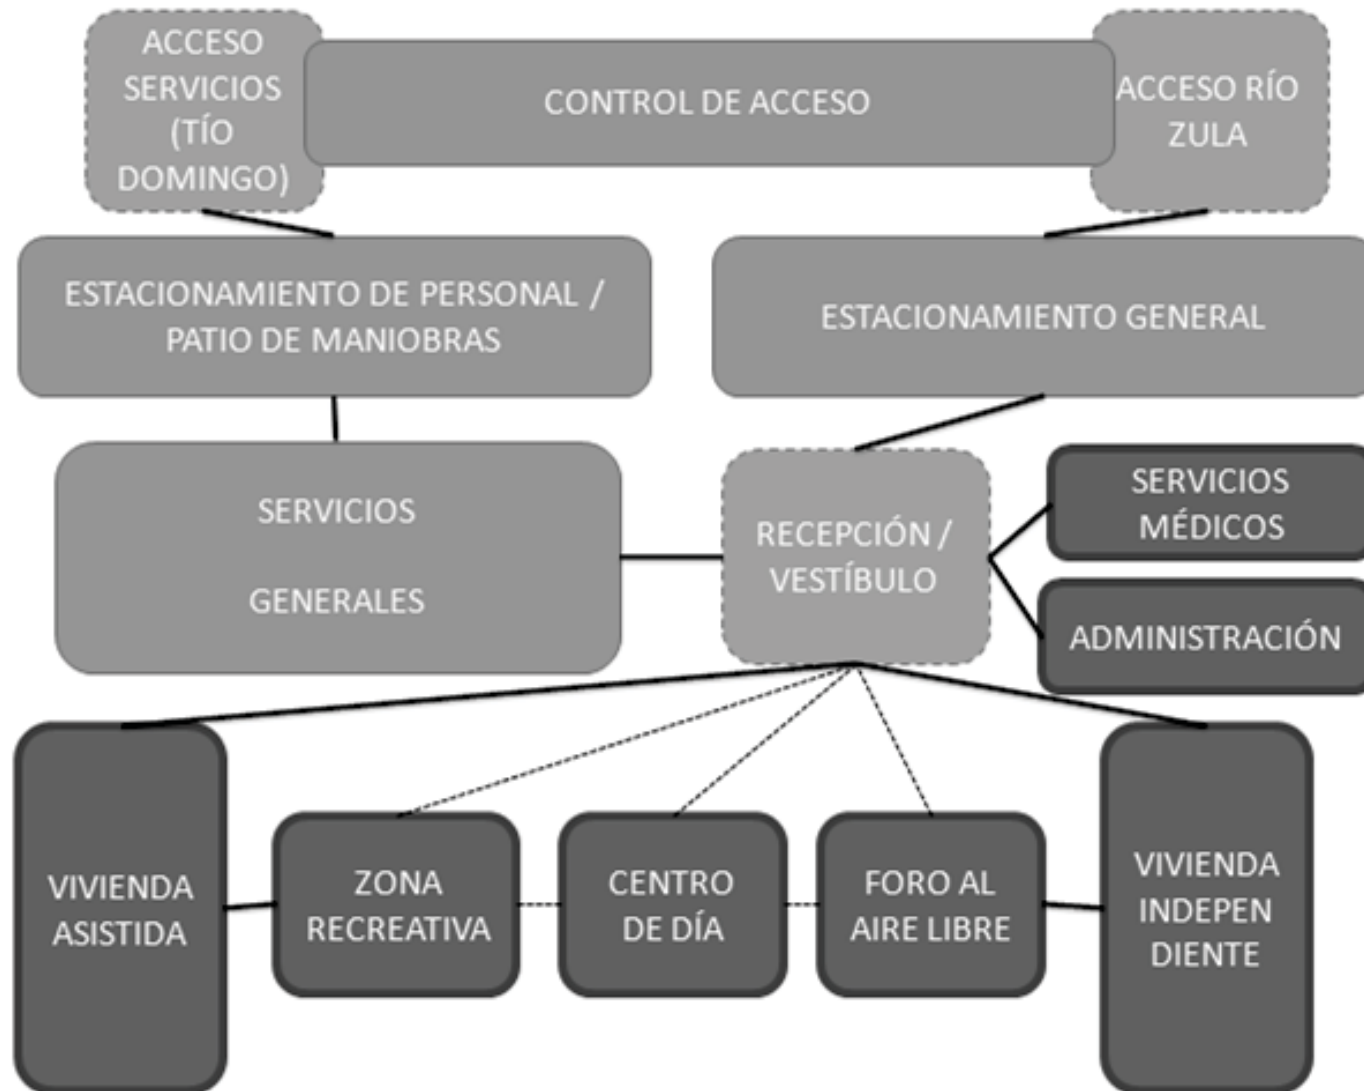 ACCESO
SERVICIOS
(TÍO
DOMINGO)
CONTROL DE ACCESO
ACCESO RÍO
ZULA
ESTACIONAMIENTO DE PERSONAL /
PATIO DE MANIOBRAS
ESTACIONAMIENTO GENERAL
SERVICIOS
GENERALES
RECEPCIÓN /
VESTÍBULO
SERVICIOS
MÉDICOS
ADMINISTRACIÓN
VIVIENDA
ASISTIDA
ZONA
RECREATIVA
CENTRO
DE DÍA
FORO AL
AIRE LIBRE
VIVIENDA
INDEPEN
DIENTE